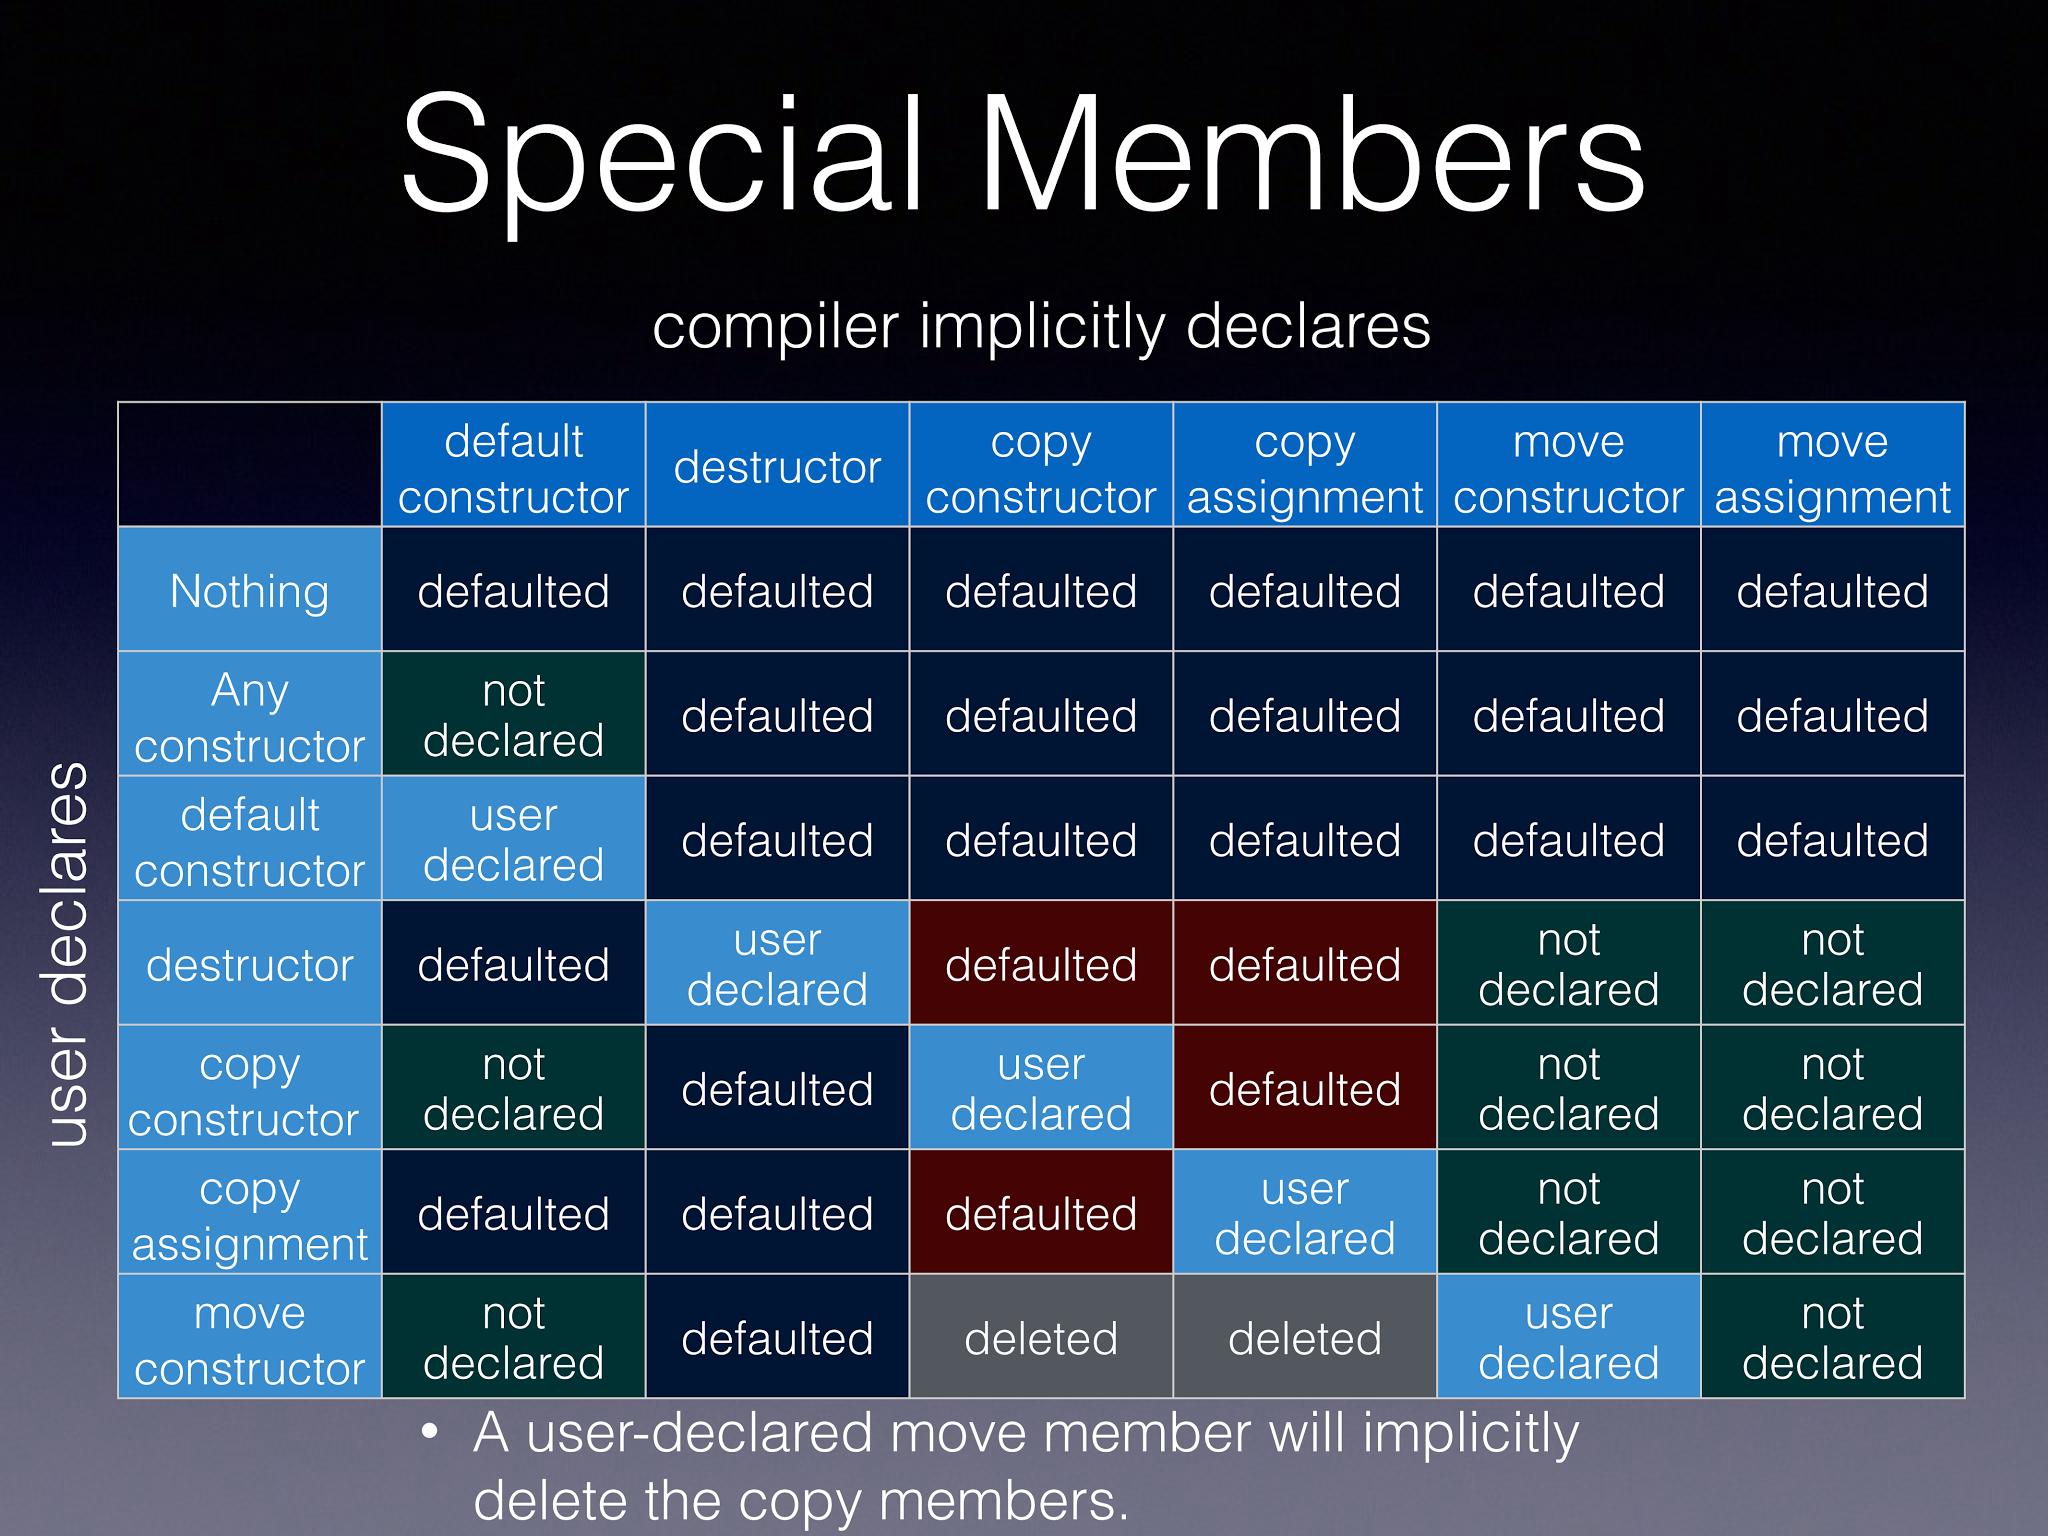 Special Members
compiler implicitly declares
user declares
default constructor destructor copy constructor copy assignment move constructor move assignment
Nothing defaulted defaulted defaulted defaulted defaulted defaulted
Any constructor not declared defaulted defaulted defaulted defaulted defaulted
default constructor user declared defaulted defaulted defaulted defaulted defaulted
destructor defaulted user declared defaulted defaulted not declared not declared
copy constructor not declared defaulted user declared defaulted not declared not declared
copy assignment defaulted defaulted defaulted user declared not declared not declared
move constructor not declared defaulted deleted deleted user declared not declared
• A user-declared move member will implicitly
delete the copy members.